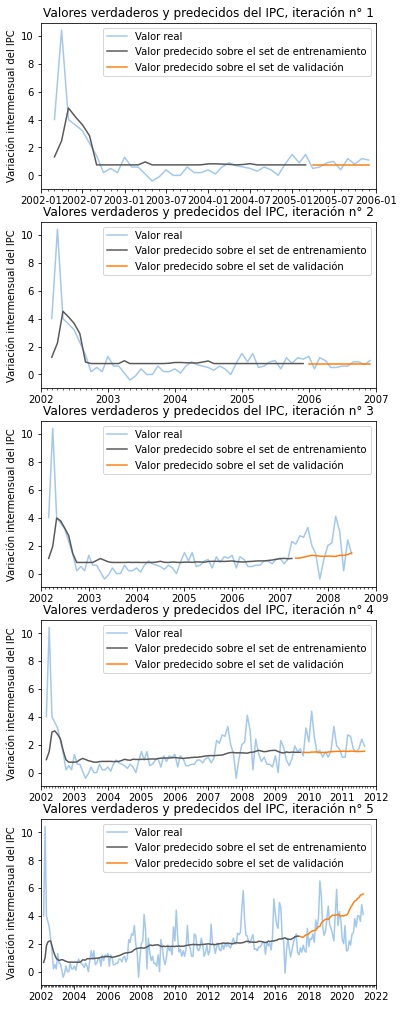 Valores verdaderos y predecidos del IPC, iteración n° 1
Variación intermensual del IPC
10
8
6
4
2
0
Valor real
Valor predecido sobre el set de entrenamiento
Valor predecido sobre el set de validación
2002-01 2002-07 2003-01 2003-07 2004-01 2004-07 2005-01 2005-07 2006-01
Valores verdaderos y predecidos del IPC, iteración n° 2
Variación intermensual del IPC
10
8
6
4
2
0
Valor real
Valor predecido sobre el set de entrenamiento
Valor predecido sobre el set de validación
2002 2003 2004 2005 2006 2007
Valores verdaderos y predecidos del IPC, iteración n° 3
Variación intermensual del IPC
10
8
6
4
2
0
Valor real
Valor predecido sobre el set de entrenamiento
Valor predecido sobre el set de validación
2002 2003 2004 2005 2006 2007 2008 2009
Valores verdaderos y predecidos del IPC, iteración n° 4
Variación intermensual del IPC
10
8
6
4
2
0
Valor real
Valor predecido sobre el set de entrenamiento
Valor predecido sobre el set de validación
2002 2003 2004 2005 2006 2007 2008 2009 2010 2011 2012
Valores verdaderos y predecidos del IPC, iteración n° 5
Variación intermensual del IPC
10
8
6
4
2
0
Valor real
Valor predecido sobre el set de entrenamiento
Valor predecido sobre el set de validación
2002 2004 2006 2008 2010 2012 2014 2016 2018 2020 2022